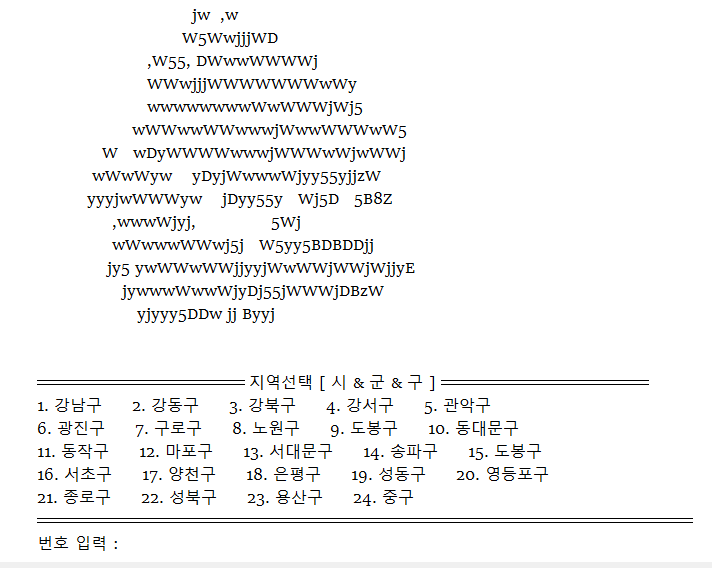 jw ,w
W5WwjjjWD
,W55, DWwwWWWWj
WWwjjjWWWWWWWwWy
wwwwwwwwWwWWWjWj5
wWWwwWWwwwjWwwWWWwW5
W wDyWWWWwwwjWWWwWjwWWj
wWwWyw yDyjWwwwWjyy55yjjzW
yyyjwWWWyw jDyy55y Wj5D 5B8Z
,wwwWjyj, 5Wj
wWwwwWWwj5j W5yy5BDBDDjj
jy5 ywWWwWWjjyyjWwWWjWWjWjjyE
jywwwWwwWjyDj55jWWWjDBzW
yjyyy5DDw jj Byyj
═════════════ 지역선택 [ 시 & 군 & 구 ] ═════════════
1. 강남구 2. 강동구 3. 강북구 4. 강서구 5. 관악구
6. 광진구 7. 구로구 8. 노원구 9. 도봉구 10. 동대문구
11. 동작구 12. 마포구 13. 서대문구 14. 송파구 15. 도봉구
16. 서초구 17. 양천구 18. 은평구 19. 성동구 20. 영등포구
21. 종로구 22. 성북구 23. 용산구 24. 중구
번호 입력 :